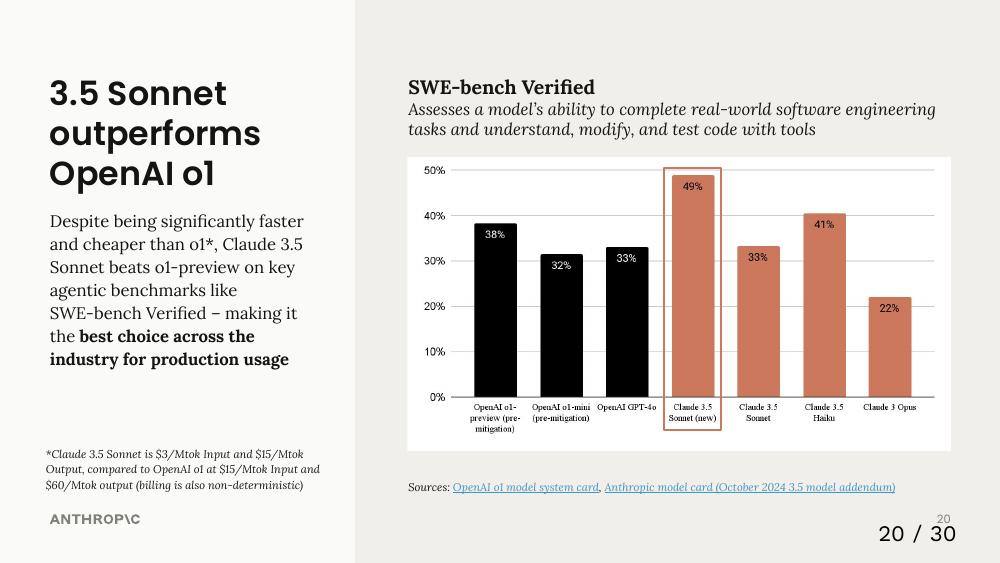 3.5 Sonnet
outperforms
OpenAI o1
Despite being significantly faster
and cheaper than o1*, Claude 3.5
Sonnet beats o1-preview on key
agentic benchmarks like
SWE-bench Verified – making it
the best choice across the
industry for production usage
*Claude 3.5 Sonnet is $3/Mtok Input and $15/Mtok
Output, compared to OpenAI o1 at $15/Mtok Input and
$60/Mtok output (billing is also non-deterministic)
ANTHROP\C
SWE-bench Verified
Assesses a model's ability to complete real-world software engineering
tasks and understand, modify, and test code with tools
50%
40%
30%
20%
10%
0%
38%
32%
33%
49%
33%
41%
22%
OpenAI o1-
preview (pre-
mitigation)
OpenAI o1-mini
(pre-mitigation)
OpenAI GPT-4o
Claude 3.5
Sonnet (new)
Claude 3.5
Sonnet
Claude 3.5
Haiku
Claude 3 Opus
Sources: OpenAI o1 model system card, Anthropic model card (October 2024 3.5 model addendum)
20
20 / 30